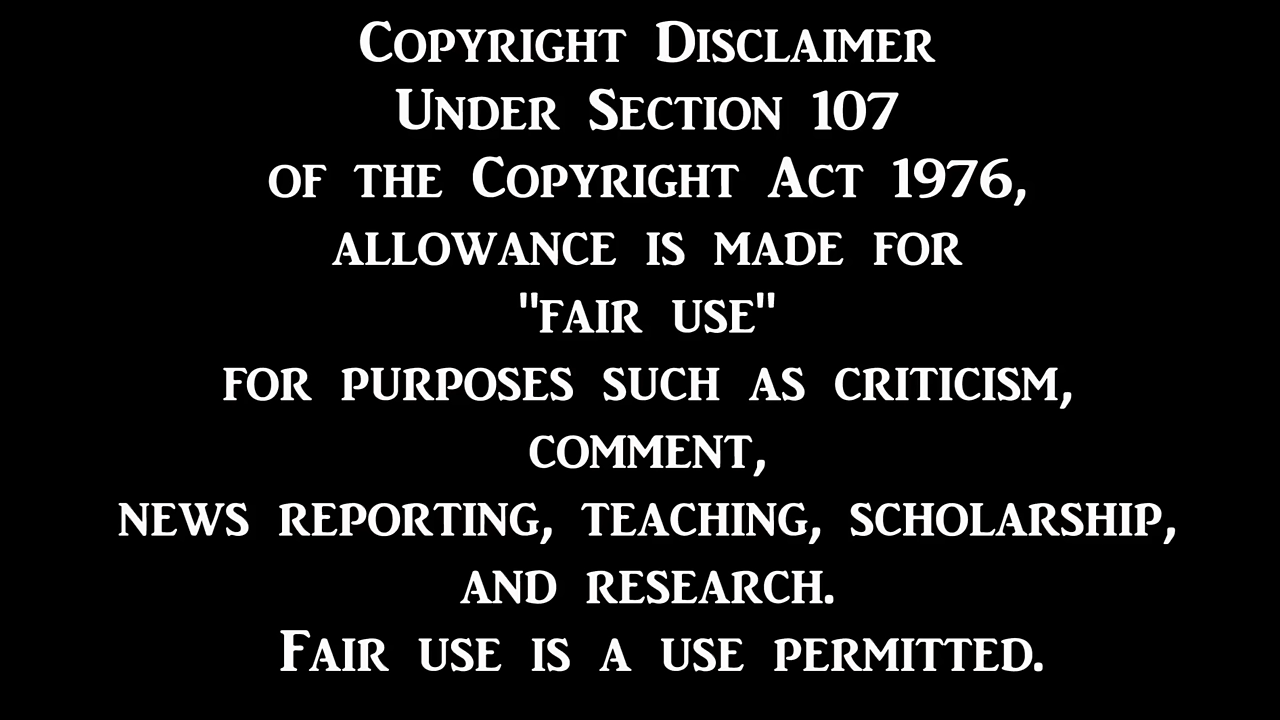 Copyright Disclaimer
Under Section 107
of the Copyright Act 1976,
allowance is made for
"fair use"
for purposes such as criticism,
comment,
news reporting, teaching, scholarship,
and research.
Fair use is a use permitted.